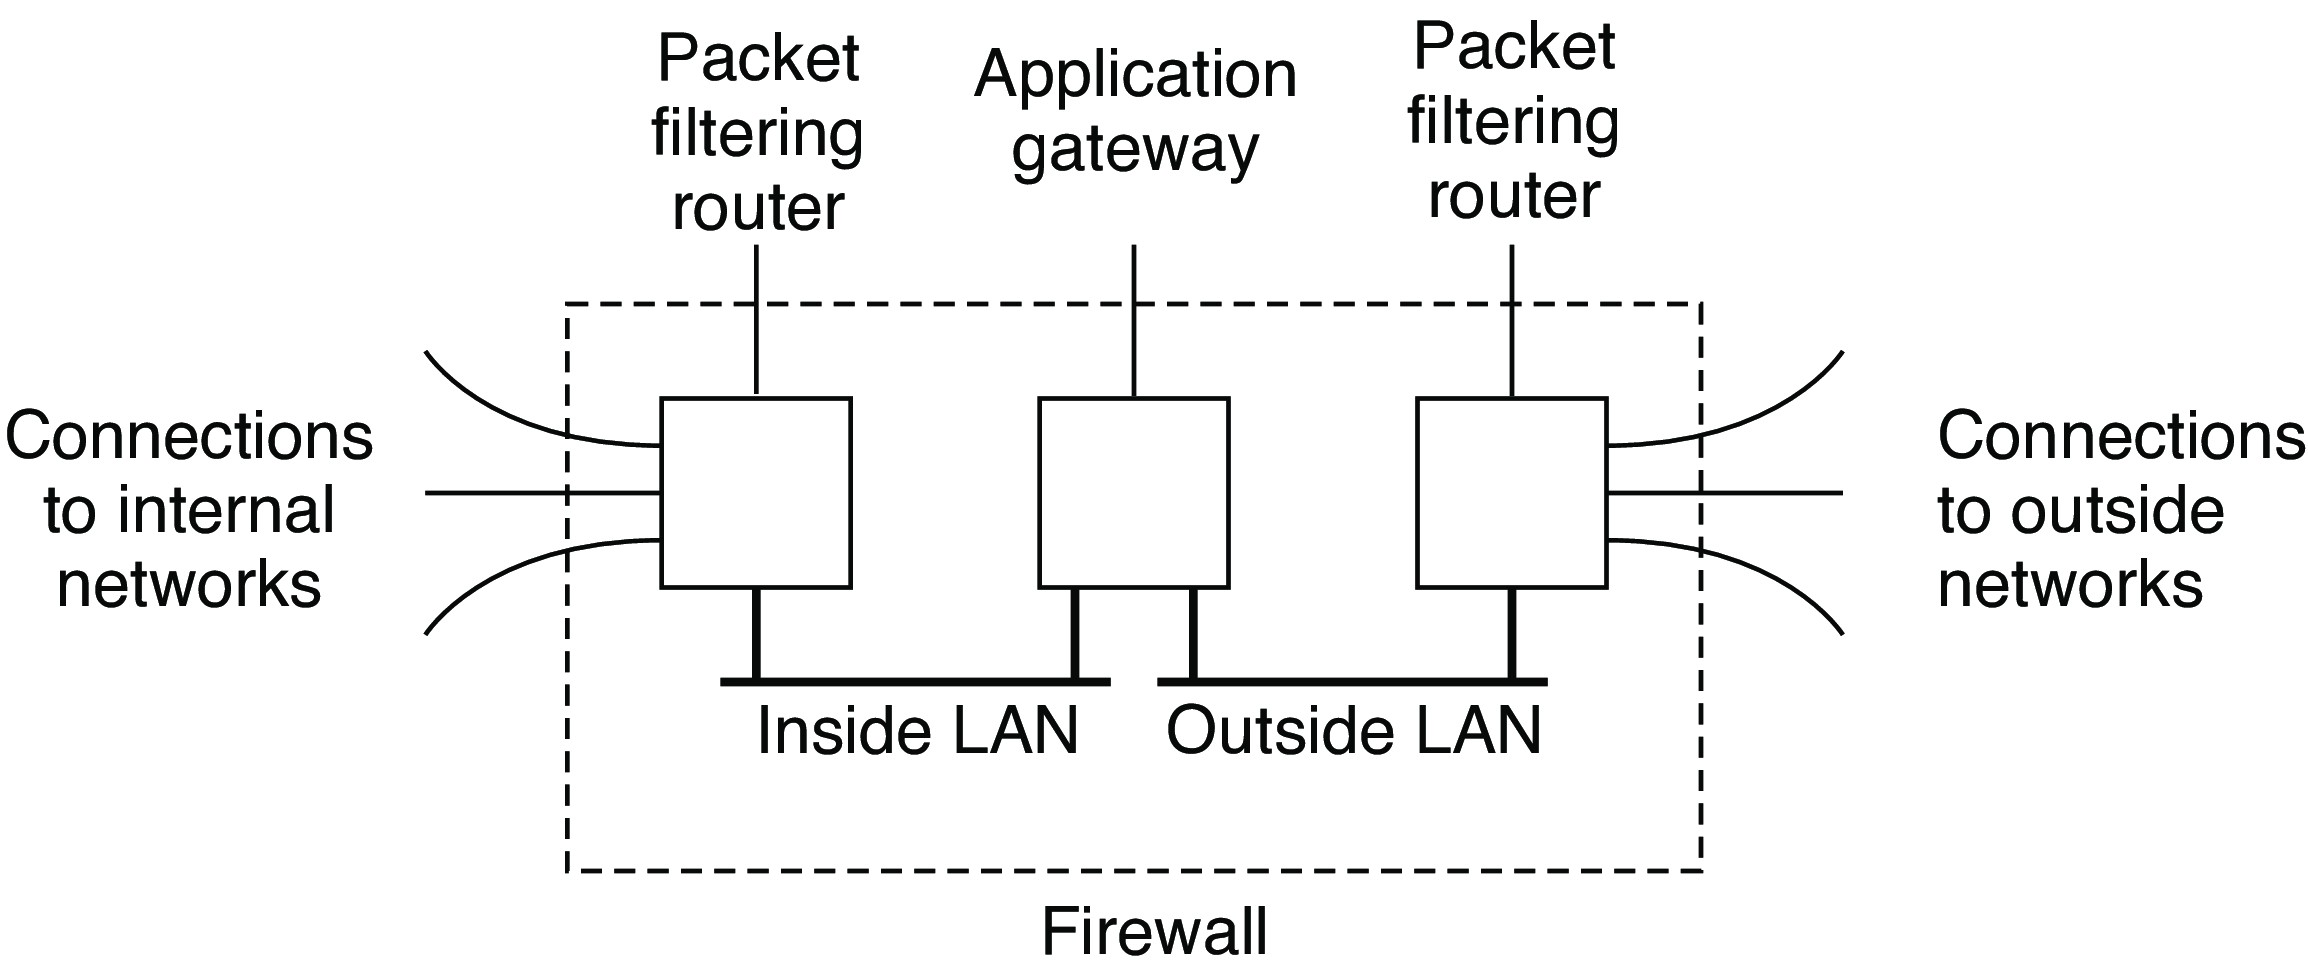 Packet
filtering
router
Application
gateway
Packet
filtering
router
Connections
to internal
networks
Connections
to outside
networks
Inside LAN
Outside LAN
Firewall